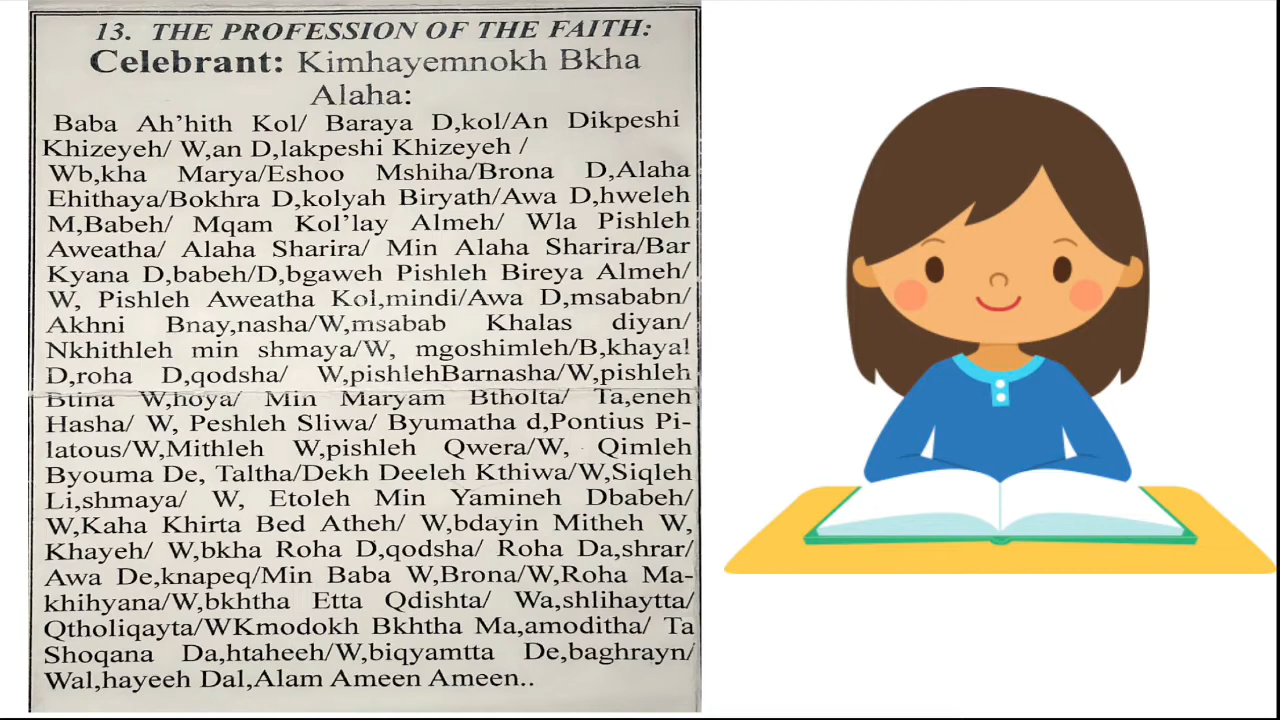 13. THE PROFESSION OF THE FAITH:
Celebrant: Kimhayemnokh Bkha
Alaha:
Baba Ah'hith Kol/ Baraya D,kol/An Dikpeshi
Khizeyeh/ W,an D,lakpeshi Khizeyeh /
Wb,kha Marya/Eshoo Mshiha/Brona D,Alaha
Ehithaya/Bokhra D,kolyah Biryath/Awa D,hweleh
M,Babeh/ Mqam Kol'lay Almeh/ Wla Pishleh
Aweatha/ Alaha Sharira/ Min Alaha Sharira/Bar
Kyana D,babeh/D,bgaweh Pishleh Bireya Almeh/
W, Pishleh Aweatha Kol,mindi/Awa D,msababn/
Akhni Bnay,nasha/W,msabab Khalas diyan/
Nkhithleh min shmaya/W, mgoshimleh/B,khayal
D,roha D,qodsha/ W,pishlehBarnasha/W,pishleh
Btina W,hoya/ Min Maryam Btholta/ Ta,eneh
Hasha/ W, Peshleh Sliwa/ Byumatha d,Pontius Pi-
latous/W,Mithleh W,pishleh Qwera/W, Qimleh
Byouma De, Taltha/Dekh Deeleh Kthiwa/W,Siqleh
Li,shmaya/ W, Etoleh Min Yamineh Dbabeh/
W,Kaha Khirta Bed Atheh/ W,bdayin Mitheh W,
Khayeh/ W,bkha Roha D,qodsha/ Roha Da,shrar/
Awa De,knapeq/Min Baba W,Brona/W,Roha Ma-
khihyana/W,bkhtha Etta Qdishta/ Wa,shlihaytta/
Qtholiqayta/WKmodokh Bkhtha Ma,amoditha/ Ta
Shoqana Da,htaheeh/W,biqyamtta De,baghrayn/
Wal,hayeeh Dal,Alam Ameen Ameen..